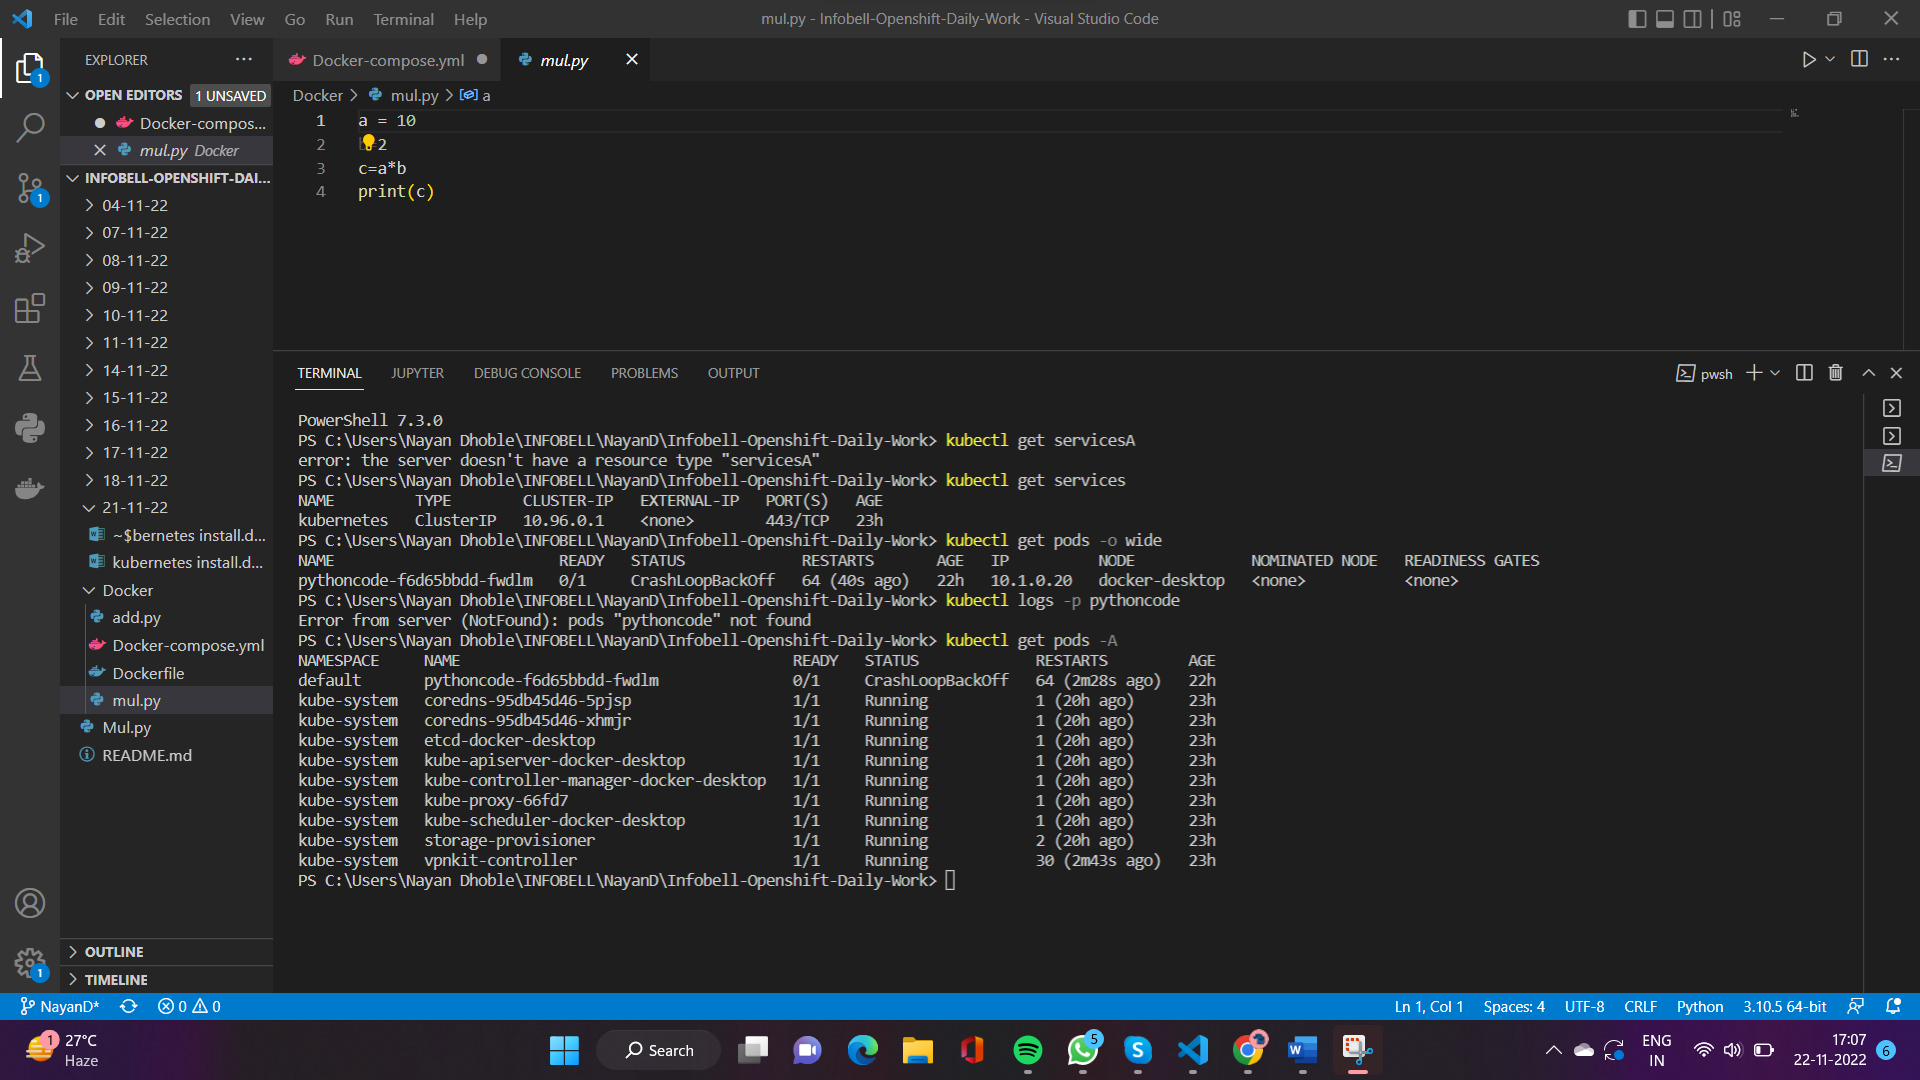 File Edit Selection View Go Run Terminal Help
mul.py - Infobell-Openshift-Daily-Work - Visual Studio Code
EXPLORER
OPEN EDITORS 1 UNSAVED
Docker-compos...
mul.py Docker
INFOBELL-OPENSHIFT-DAI...
04-11-22
07-11-22
08-11-22
09-11-22
10-11-22
11-11-22
14-11-22
15-11-22
16-11-22
17-11-22
18-11-22
21-11-22
~$bernetes install.d...
kubernetes install.d...
Docker
add.py
Docker-compose.yml
Dockerfile
mul.py
Mul.py
README.md
OUTLINE
TIMELINE
1
1
1
Docker-compose.yml
mul.py
Docker > mul.py > a
1 a = 10
2 2
3 c=a*b
4 print(c)
TERMINAL JUPYTER DEBUG CONSOLE PROBLEMS OUTPUT
pwsh
PowerShell 7.3.0
PS C:\Users\Nayan Dhoble\INFOBELL\NayanD\Infobell-Openshift-Daily-Work> kubectl get servicesA
error: the server doesn't have a resource type "servicesA"
PS C:\Users\Nayan Dhoble\INFOBELL\NayanD\Infobell-Openshift-Daily-Work> kubectl get services
NAME TYPE CLUSTER-IP EXTERNAL-IP PORT(S) AGE
kubernetes ClusterIP 10.96.0.1 <none> 443/TCP 23h
PS C:\Users\Nayan Dhoble\INFOBELL\NayanD\Infobell-Openshift-Daily-Work> kubectl get pods -o wide
NAME READY STATUS RESTARTS AGE IP NODE NOMINATED NODE READINESS GATES
pythoncode-f6d65bbdd-fwdlm 0/1 CrashLoopBackOff 64 (40s ago) 22h 10.1.0.20 docker-desktop <none> <none>
PS C:\Users\Nayan Dhoble\INFOBELL\NayanD\Infobell-Openshift-Daily-Work> kubectl logs -p pythoncode
Error from server (NotFound): pods "pythoncode" not found
PS C:\Users\Nayan Dhoble\INFOBELL\NayanD\Infobell-Openshift-Daily-Work> kubectl get pods -A
NAMESPACE NAME READY STATUS RESTARTS AGE
default pythoncode-f6d65bbdd-fwdlm 0/1 CrashLoopBackOff 64 (2m28s ago) 22h
kube-system coredns-95db45d46-5pjsp 1/1 Running 1 (20h ago) 23h
kube-system coredns-95db45d46-xhmjr 1/1 Running 1 (20h ago) 23h
kube-system etcd-docker-desktop 1/1 Running 1 (20h ago) 23h
kube-system kube-apiserver-docker-desktop 1/1 Running 1 (20h ago) 23h
kube-system kube-controller-manager-docker-desktop 1/1 Running 1 (20h ago) 23h
kube-system kube-proxy-66fd7 1/1 Running 1 (20h ago) 23h
kube-system kube-scheduler-docker-desktop 1/1 Running 1 (20h ago) 23h
kube-system storage-provisioner 1/1 Running 2 (20h ago) 23h
kube-system vpnkit-controller 1/1 Running 30 (2m43s ago) 23h
PS C:\Users\Nayan Dhoble\INFOBELL\NayanD\Infobell-Openshift-Daily-Work>
NayanD* 0 0
Ln 1, Col 1 Spaces: 4 UTF-8 CRLF Python 3.10.5 64-bit
1 27°C
Haze
Search
5
ENG
IN
17:07
22-11-2022
6